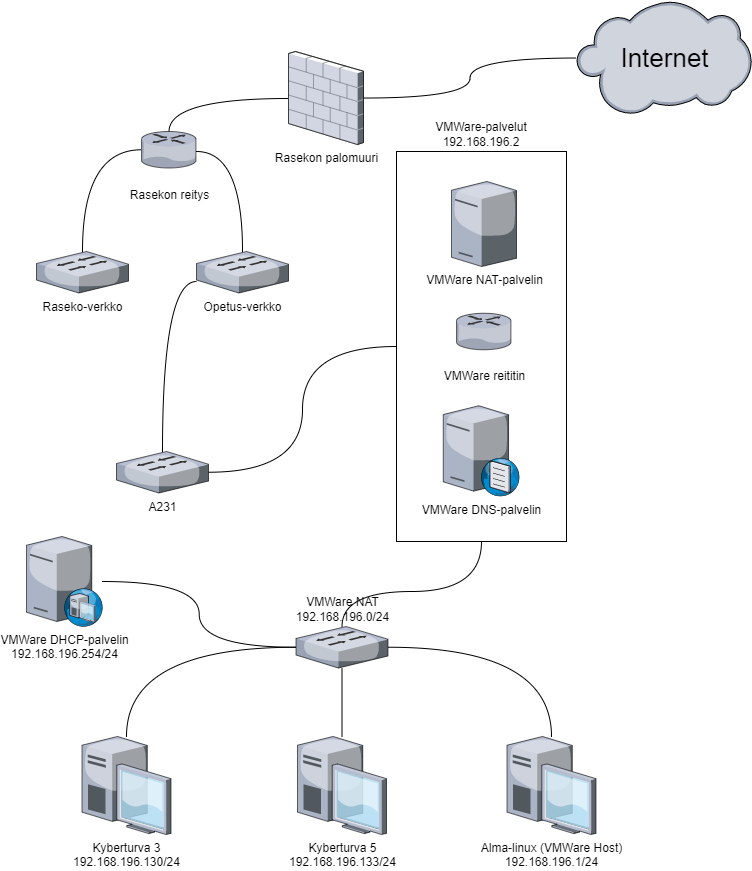 Internet
VMWare-palvelut
192.168.196.2
Rasekon palomuuri
Rasekon reitys
VMWare NAT-palvelin
Raseko-verkko
Opetus-verkko
VMWare reititin
A231
VMWare DNS-palvelin
VMWare NAT
192.168.196.0/24
VMWare DHCP-palvelin
192.168.196.254/24
Kyberturva 3
192.168.196.130/24
Kyberturva 5
192.168.196.133/24
Alma-linux (VMWare Host)
192.168.196.1/24